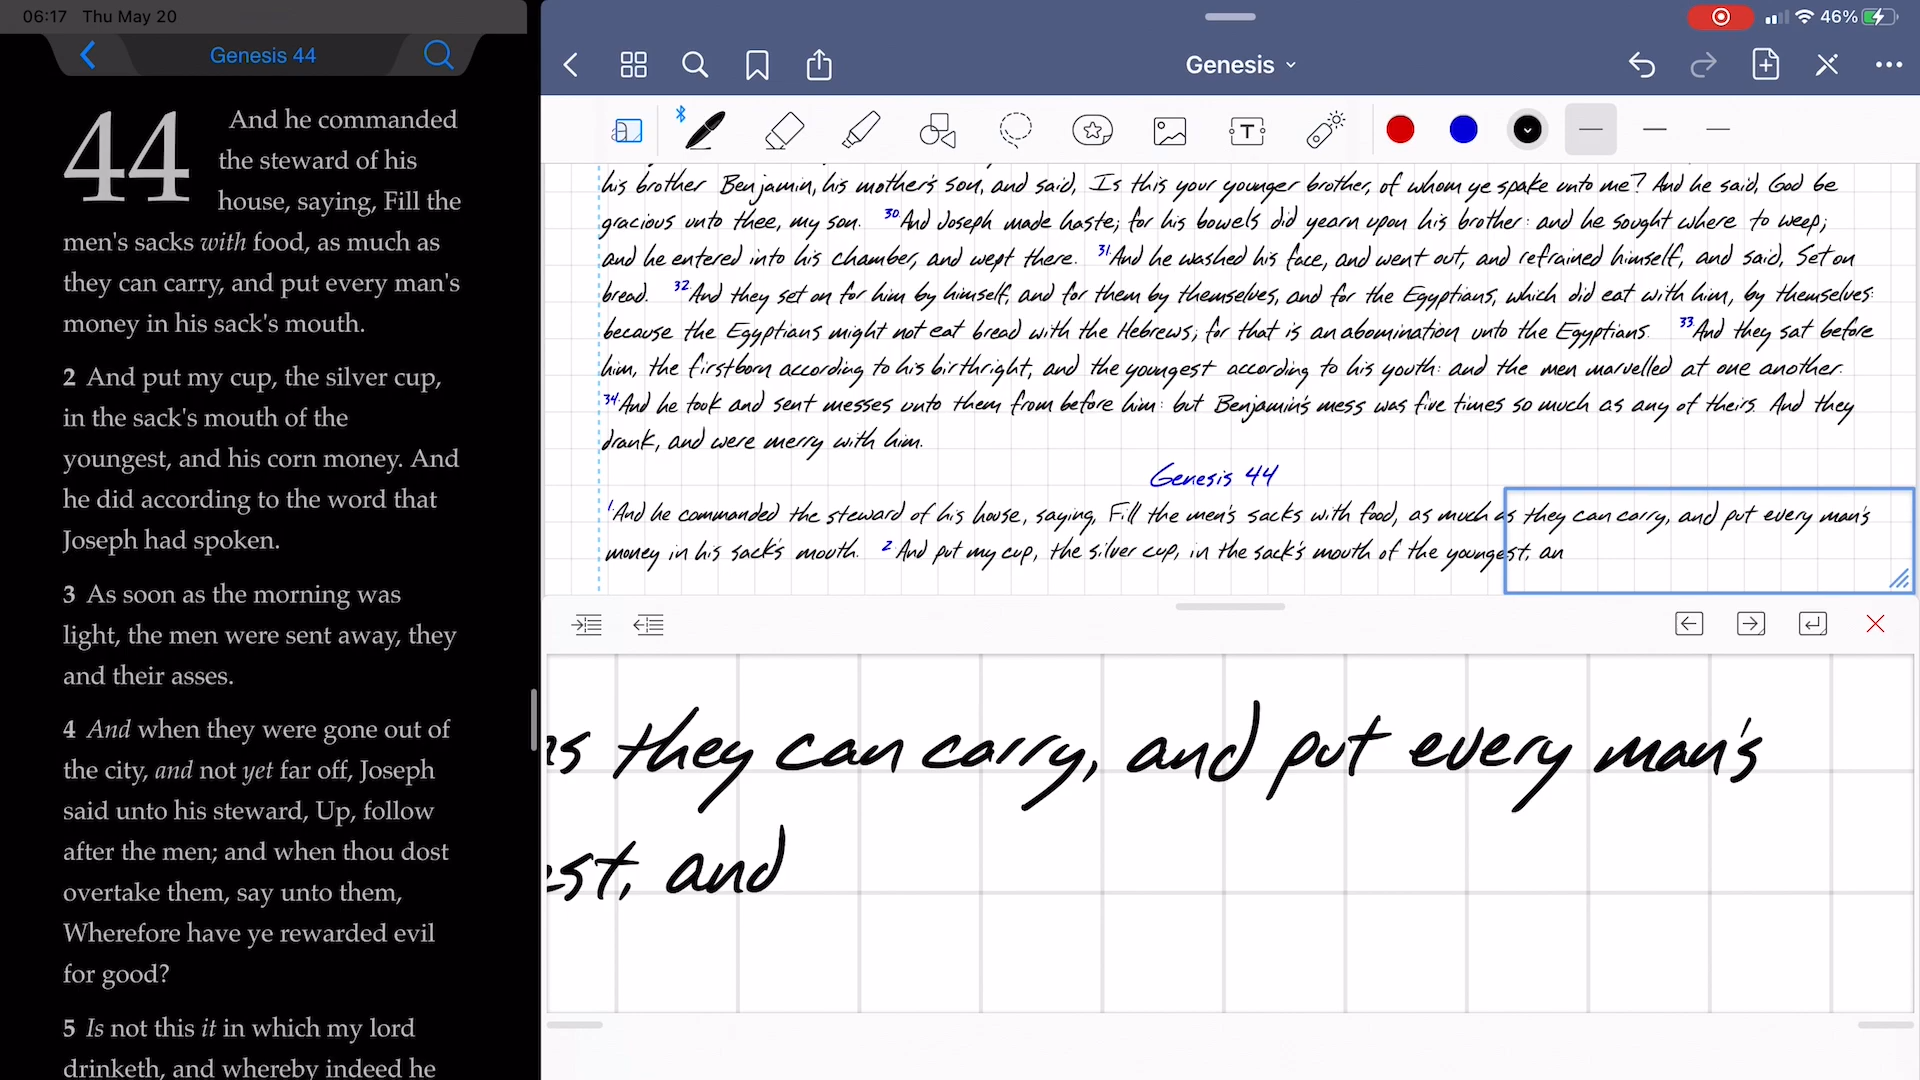 06:17 Thu May 20
Genesis 44
44 And he commanded
the steward of his
house, saying, Fill the
men's sacks with food, as much as
they can carry, and put every man's
money in his sack's mouth.
2 And put my cup, the silver cup,
in the sack's mouth of the
youngest, and his corn money. And
he did according to the word that
Joseph had spoken.
3 As soon as the morning was
light, the men were sent away, they
and their asses.
4 And when they were gone out of
the city, and not yet far off, Joseph
said unto his steward, Up, follow
after the men; and when thou dost
overtake them, say unto them,
Wherefore have ye rewarded evil
for good?
5 Is not this it in which my lord
drinketh, and whereby indeed he
46%
Genesis
his brother Benjamin, his mother's son, and said, Is this your younger brother, of whom ye spake unto me? And he said, God be
gracious unto thee, my son. 30 And Joseph made haste; for his bowels did yearn upon his brother: and he sought where to weep;
and he entered into his chamber, and wept there. 31 And he washed his face, and went out, and refrained himself, and said, Set on
bread. 32 And they set on for him by himself, and for them by themselves, and for the Egyptians, which did eat with him, by themselves:
because the Egyptians might not eat bread with the Hebrews; for that is an abomination unto the Egyptians. 33 And they sat before
him, the firstborn according to his birthright, and the youngest according to his youth: and the men marvelled at one another.
34 And he took and sent messes unto them from before him: but Benjamin's mess was five times so much as any of theirs. And they
drank, and were merry with him.
Genesis 44
1 And he commanded the steward of his house, saying, Fill the men's sacks with food, as much as they can carry, and put every man's
money in his sack's mouth. 2 And put my cup, the silver cup, in the sack's mouth of the youngest, an
as they can carry, and put every man's
est, and